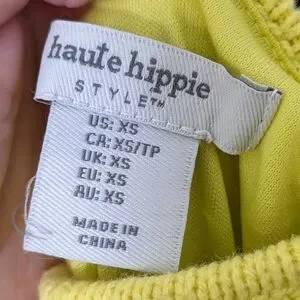 haute hippie
STYLE™
US: XS
CA: XS/TP
UK: XS
EU: XS
AU: XS
MADE IN
CHINA